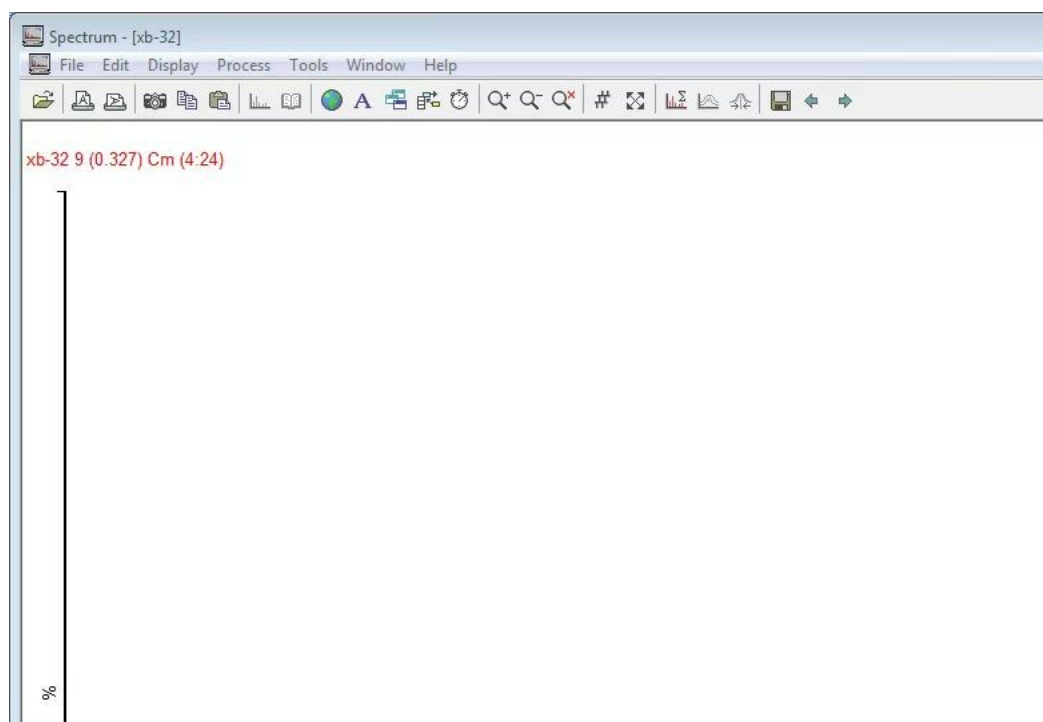 Spectrum - [xb-32]
File Edit Display Process Tools Window Help
xb-32 9 (0.327) Cm (4:24)
%